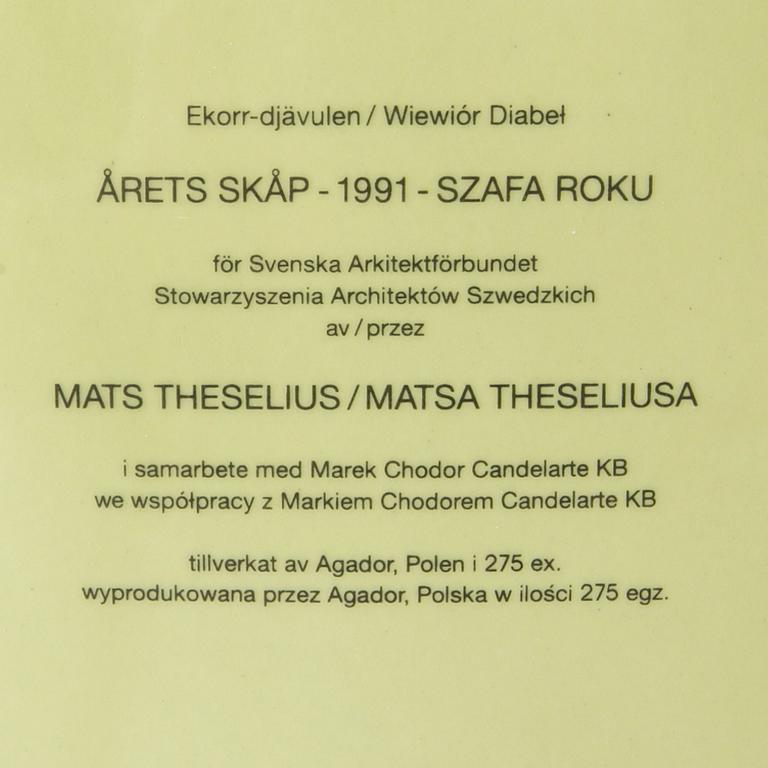 Ekorr-djävulen / Wiewiór Diabeł
ÅRETS SKÅP - 1991 - SZAFA ROKU
för Svenska Arkitektförbundet
Stowarzyszenia Architektów Szwedzkich
av / przez
MATS THESELIUS / MATSA THESELIUSA
i samarbete med Marek Chodor Candelarte KB
we współpracy z Markiem Chodorem Candelarte KB
tillverkat av Agador, Polen i 275 ex.
wyprodukowana przez Agador, Polska w ilości 275 egz.